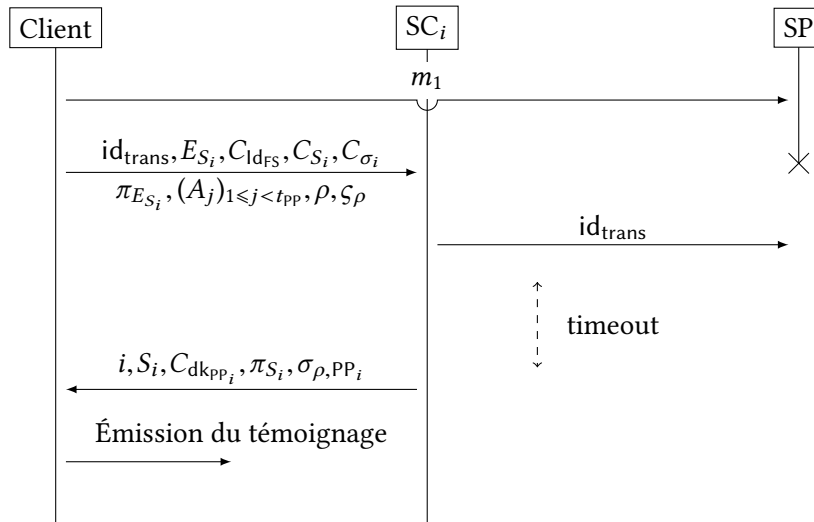 Client SC_i SP
m_1
id_trans, E_{S_i}, C_{Id_FS}, C_{S_i}, C_{σ_i}
π_{E_{S_i}}, (A_j)_{1⩽j<t_PP}, ρ, ς_ρ
id_trans
timeout
i, S_i, C_{dk_{PP_i}}, π_{S_i}, σ_{ρ,PP_i}
Émission du témoignage